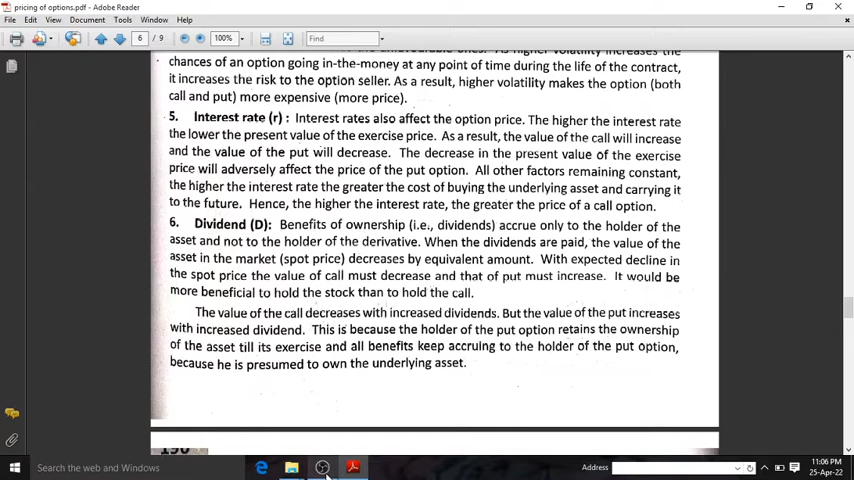 pricing of options.pdf - Adobe Reader
File Edit View Document Tools Window Help
6 / 9 100% Find
chances of an option going in-the-money at any point of time during the life of the contract,
it increases the risk to the option seller. As a result, higher volatility makes the option (both
call and put) more expensive (more price).
5. Interest rate (r) : Interest rates also affect the option price. The higher the interest rate
the lower the present value of the exercise price. As a result, the value of the call will increase
and the value of the put will decrease. The decrease in the present value of the exercise
price will adversely affect the price of the put option. All other factors remaining constant,
the higher the interest rate the greater the cost of buying the underlying asset and carrying it
to the future. Hence, the higher the interest rate, the greater the price of a call option.
6. Dividend (D): Benefits of ownership (i.e., dividends) accrue only to the holder of the
asset and not to the holder of the derivative. When the dividends are paid, the value of the
asset in the market (spot price) decreases by equivalent amount. With expected decline in
the spot price the value of call must decrease and that of put must increase. It would be
more beneficial to hold the stock than to hold the call.
The value of the call decreases with increased dividends. But the value of the put increases
with increased dividend. This is because the holder of the put option retains the ownership
of the asset till its exercise and all benefits keep accruing to the holder of the put option,
because he is presumed to own the underlying asset.
Search the web and Windows
Address
11:06 PM
25-Apr-22